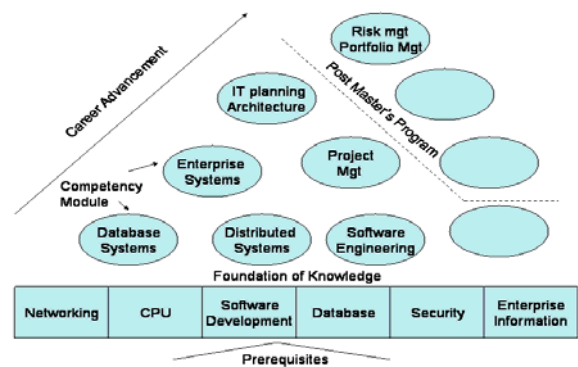 Risk mgt
Portfolio Mgt
Career Advancement
Post Master's Program
IT planning
Architecture
Enterprise
Systems
Project
Mgt
Competency
Module
Database
Systems
Distributed
Systems
Software
Engineering
Foundation of Knowledge
Networking
CPU
Software
Development
Database
Security
Enterprise
Information
Prerequisites